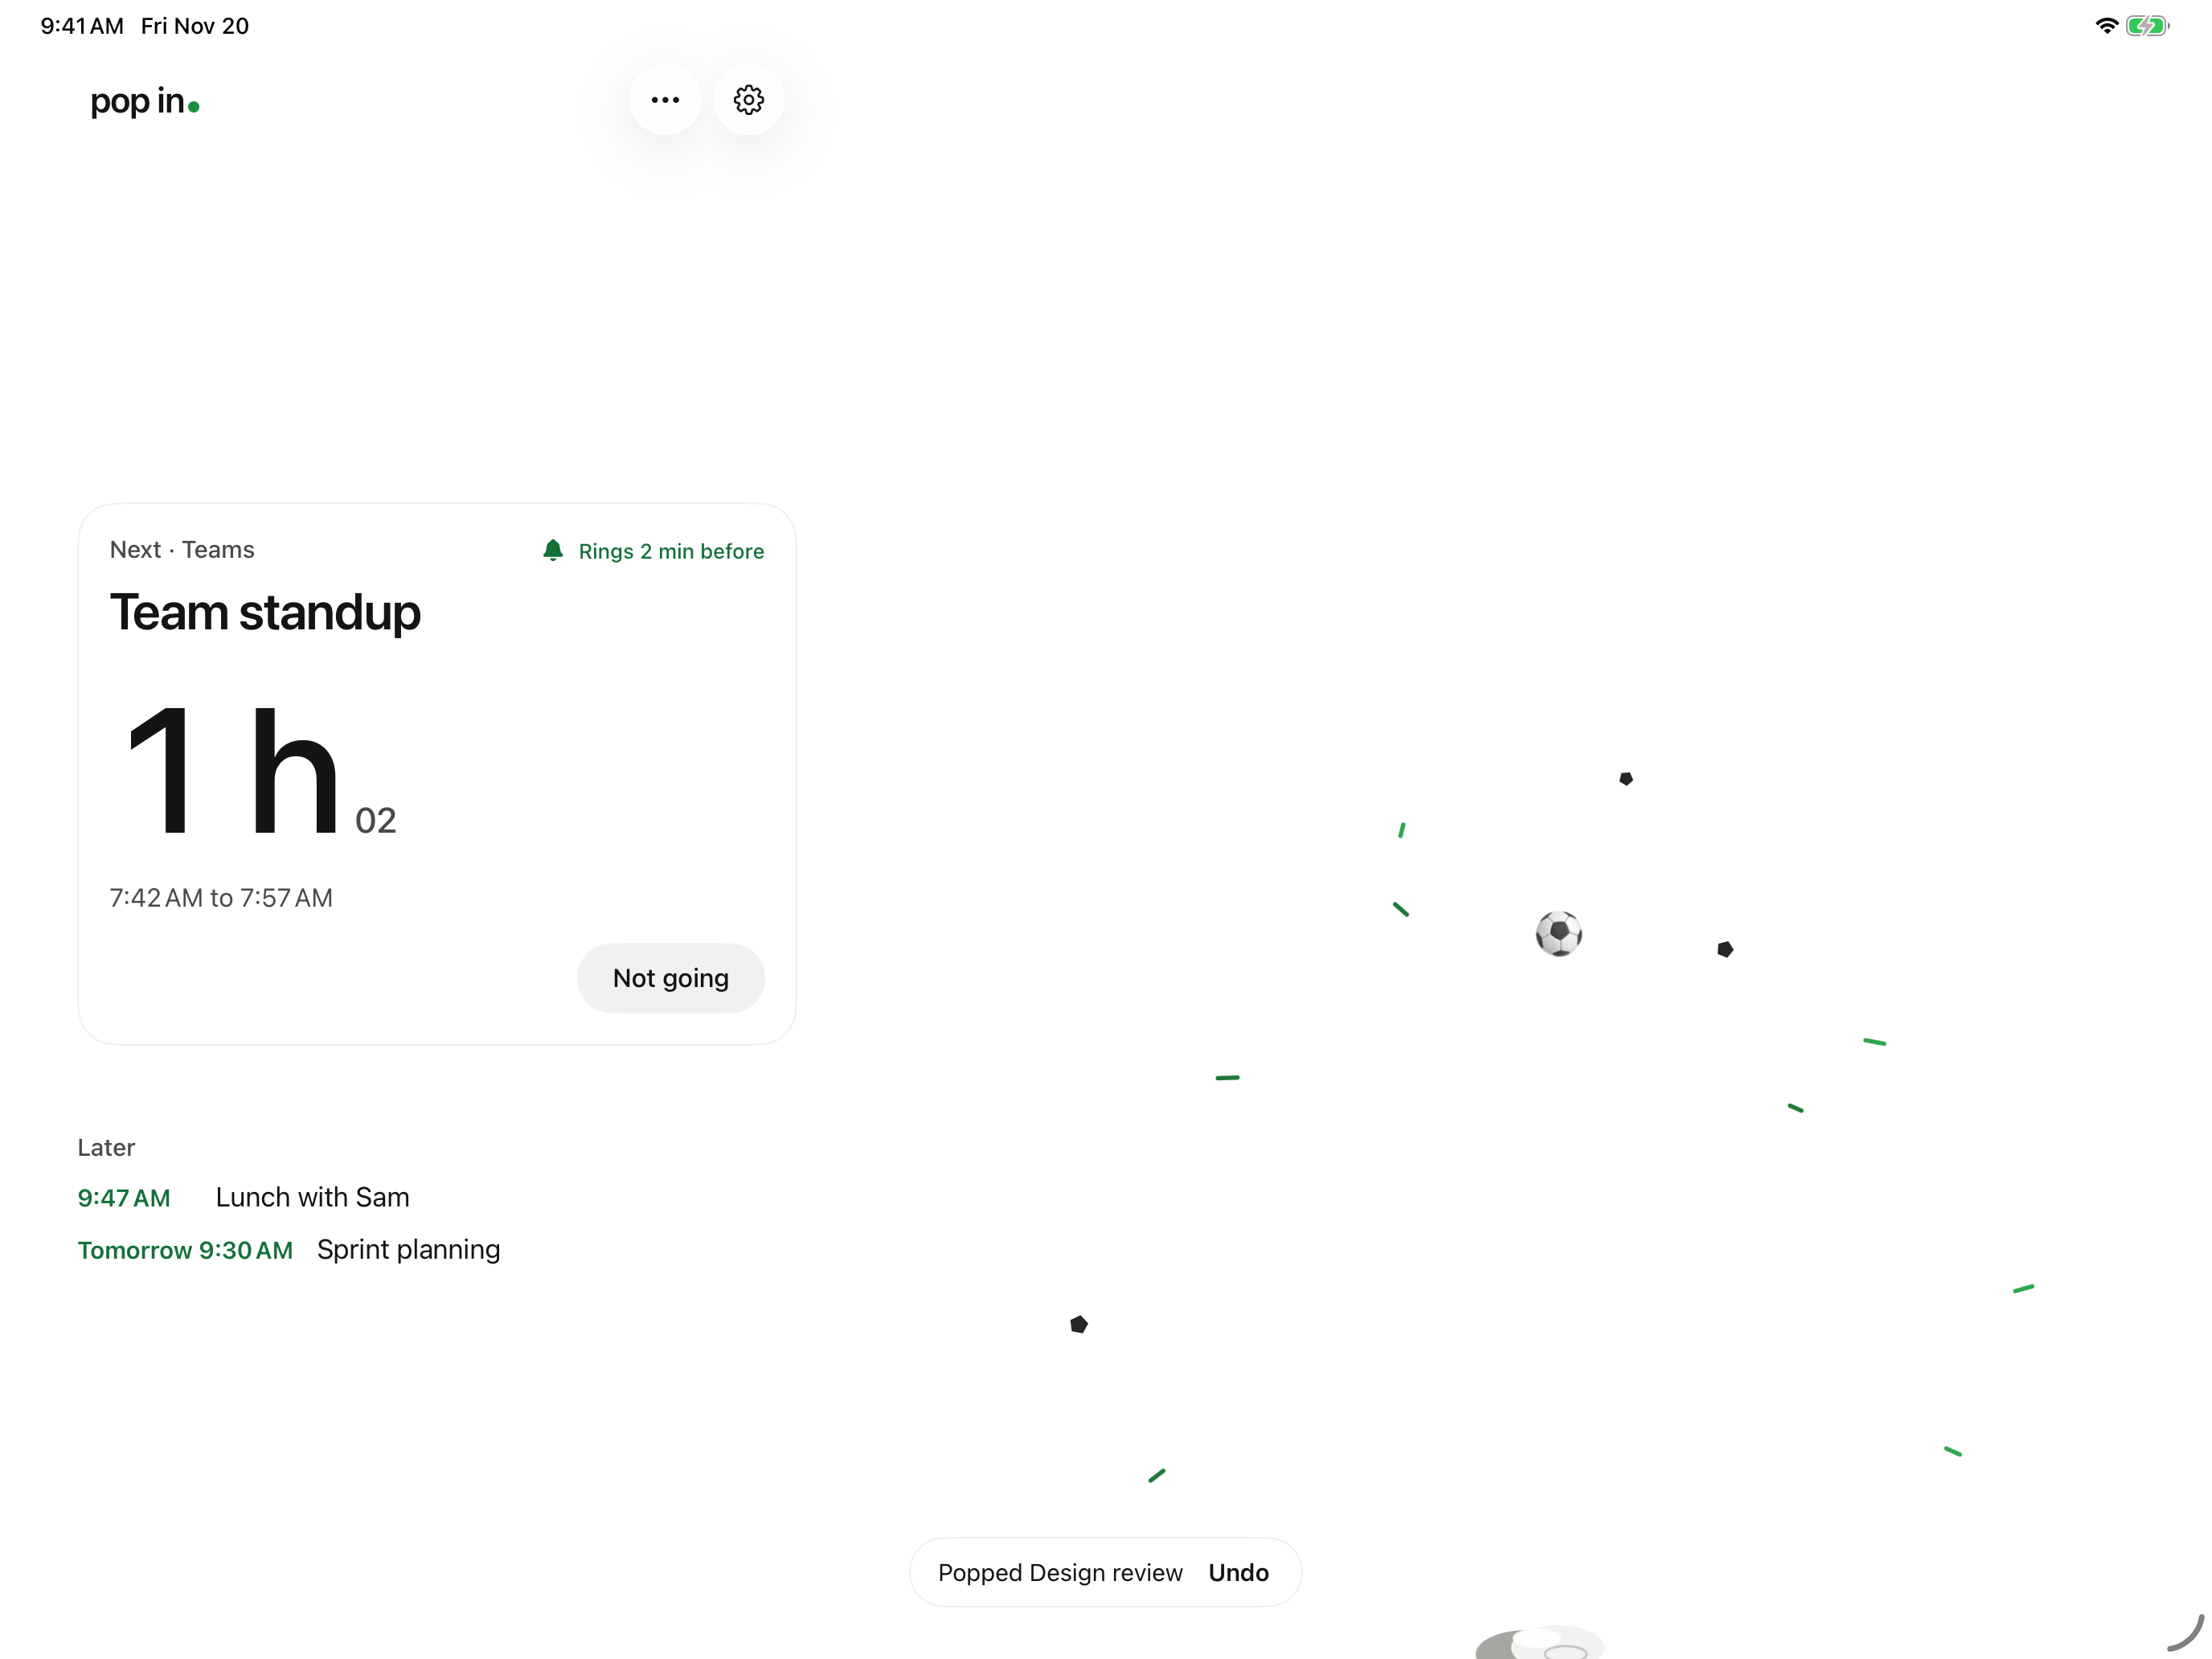 9:41 AM Fri Nov 20
pop in
Next · Teams
Rings 2 min before
Team standup
1 h 02
7:42 AM to 7:57 AM
Not going
Later
9:47 AM Lunch with Sam
Tomorrow 9:30 AM Sprint planning
Popped Design review Undo